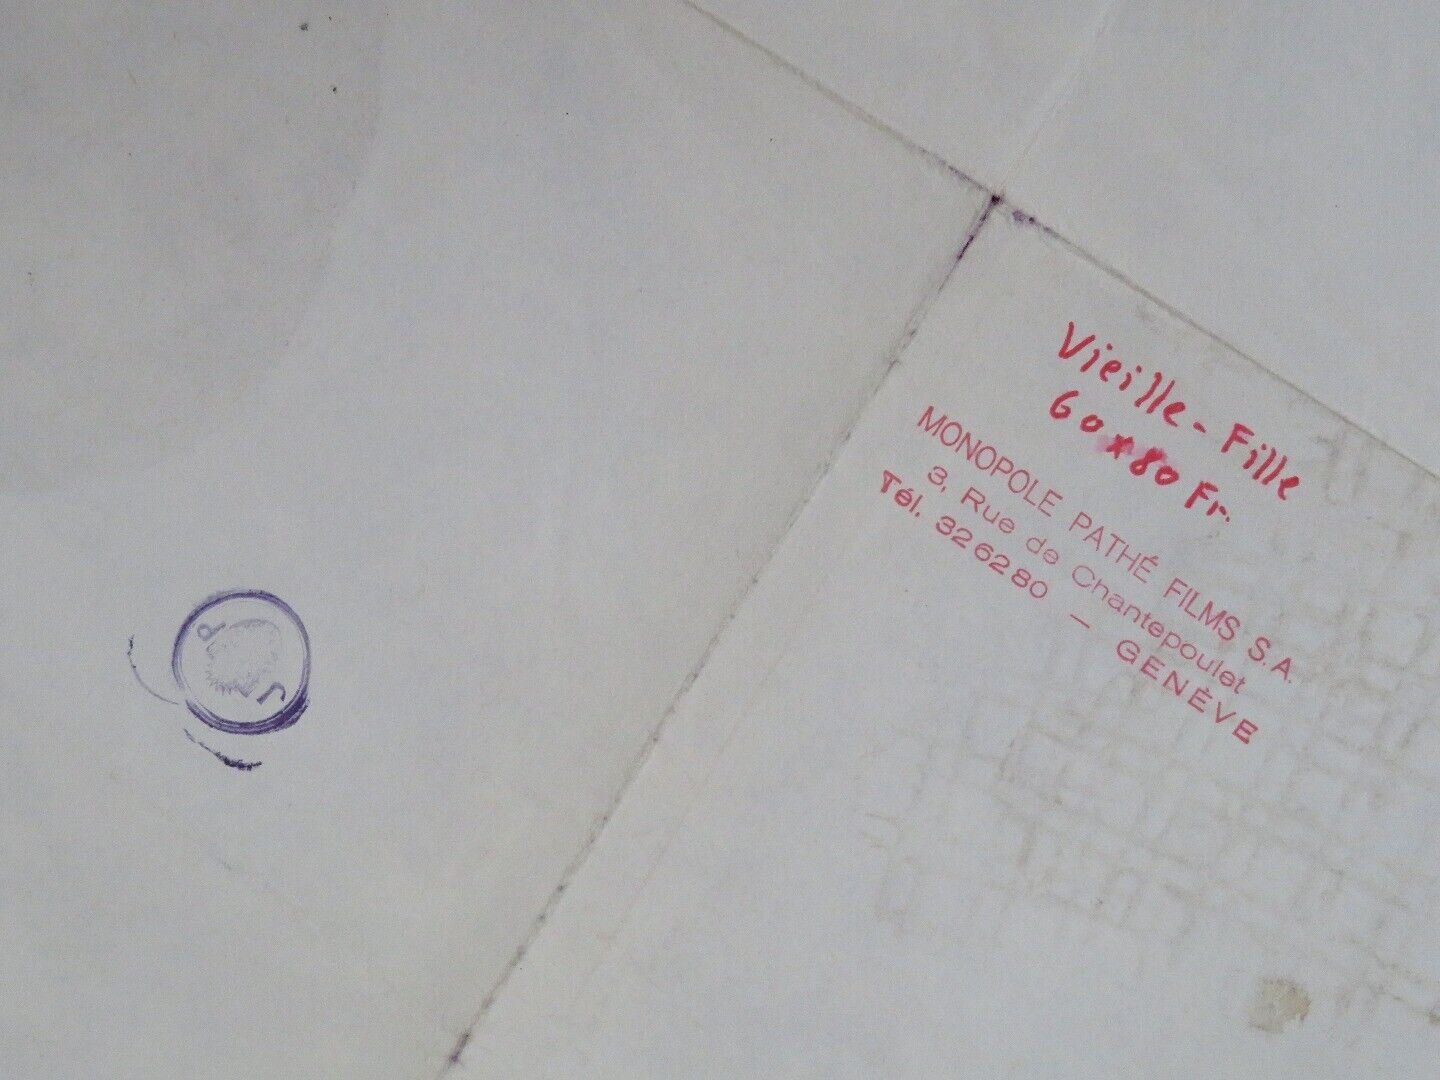 Vieille - Fille
60x80 Fr.
MONOPOLE PATHÉ FILMS S.A.
3, Rue de Chantepoulet
Tél. 326280 — GENÈVE
J P